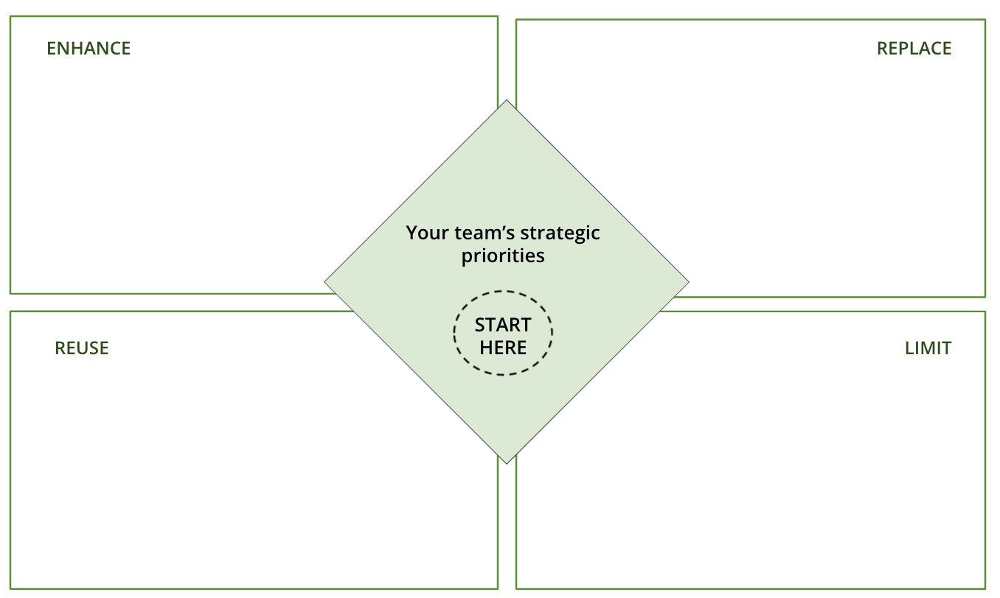 ENHANCE
REPLACE
Your team’s strategic
priorities
START
HERE
REUSE
LIMIT